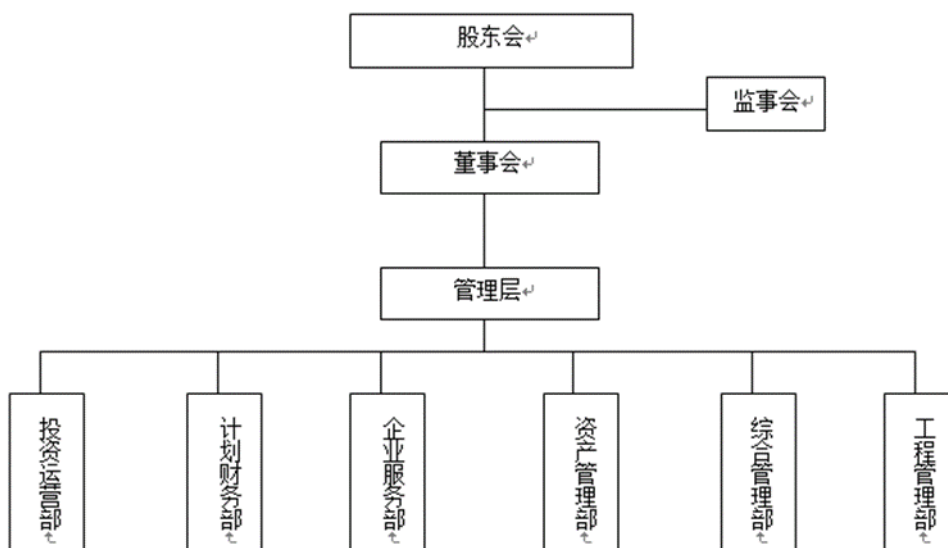 股东会
监事会
董事会
管理层
投资运营部
计划财务部
企业服务部
资产管理部
综合管理部
工程管理部